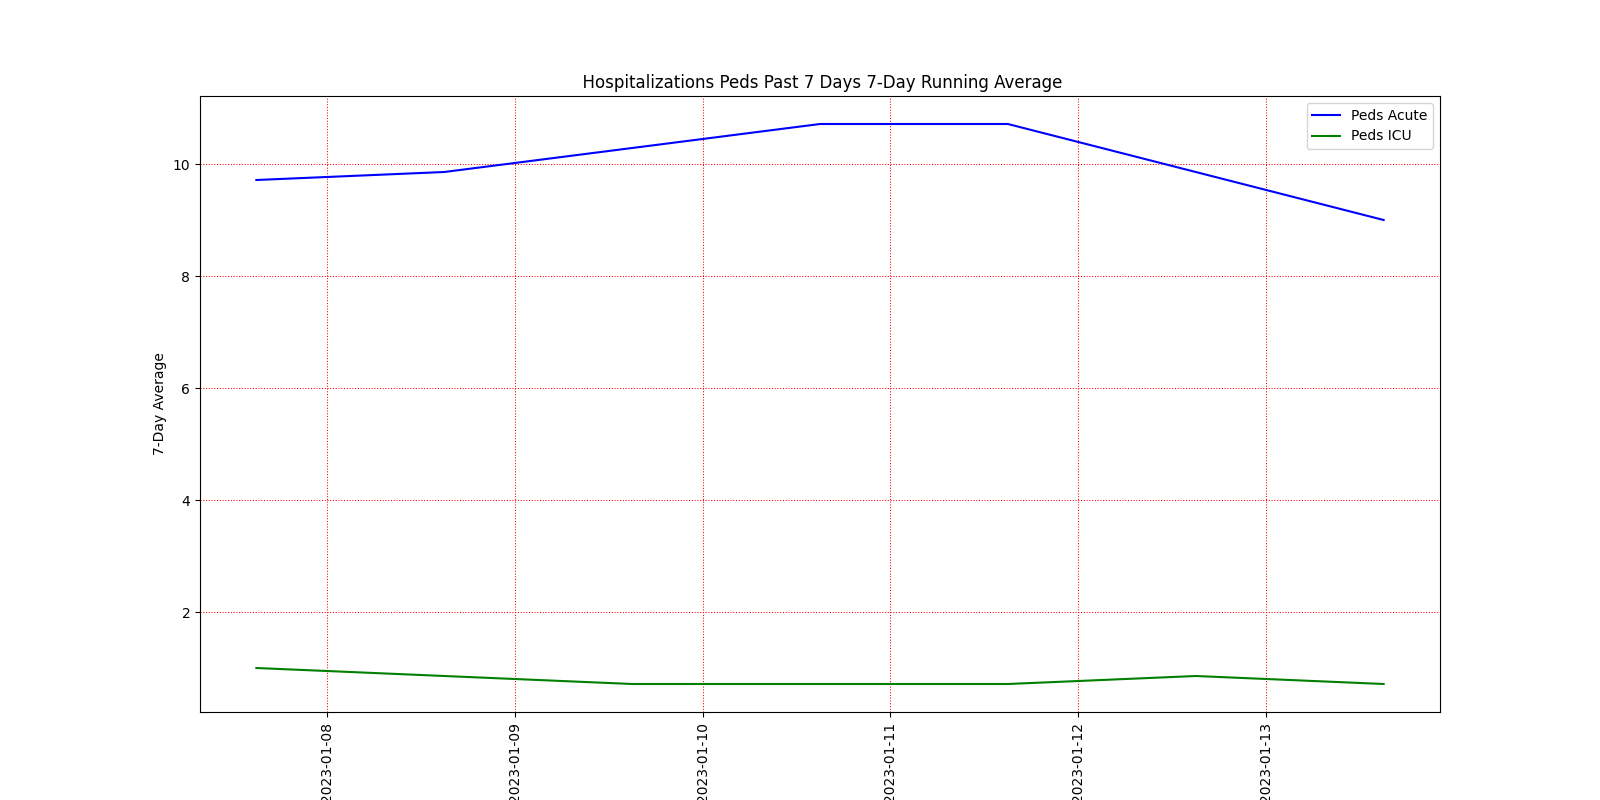 Hospitalizations Peds Past 7 Days 7-Day Running Average
Peds Acute
Peds ICU
7-Day Average
10
8
6
4
2
2023-01-08
2023-01-09
2023-01-10
2023-01-11
2023-01-12
2023-01-13